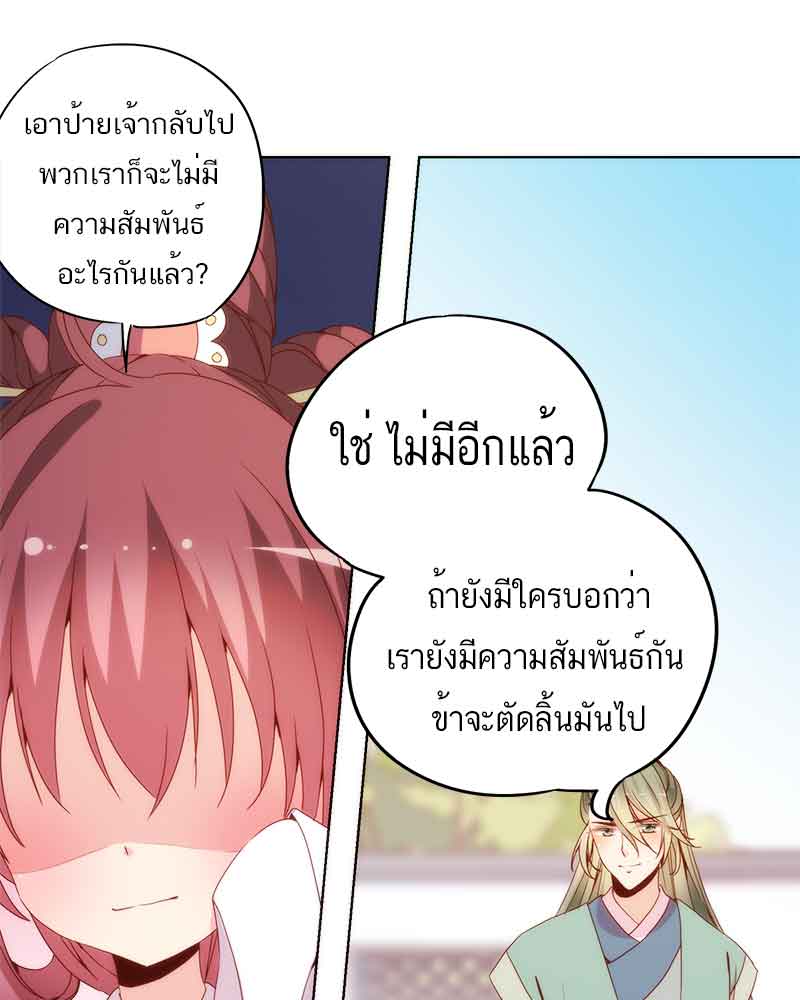 เอาป้ายเจ้ากลับไป
พวกเราก็จะไม่มี
ความสัมพันธ์
อะไรกันแล้ว?
ใช่ ไม่มีอีกแล้ว
ถ้ายังมีใครบอกว่า
เรายังมีความสัมพันธ์กัน
ข้าจะตัดลิ้นมันไป